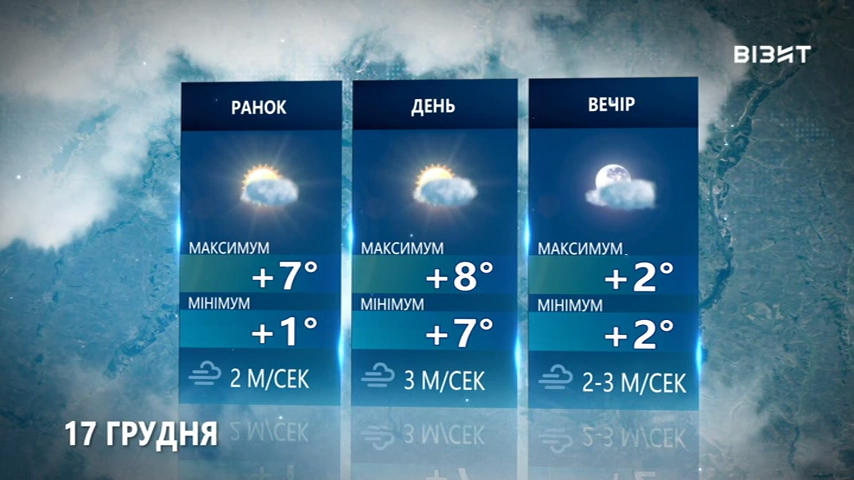 ВІЗИТ
РАНОК
МАКСИМУМ
+7°
МІНІМУМ
+1°
2 М/СЕК
ДЕНЬ
МАКСИМУМ
+8°
МІНІМУМ
+7°
3 М/СЕК
ВЕЧІР
МАКСИМУМ
+2°
МІНІМУМ
+2°
2-3 М/СЕК
17 ГРУДНЯ